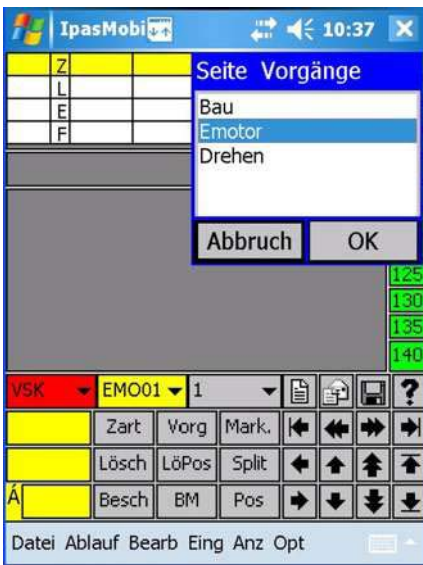 IpasMobi 10:37
Z
L
E
F
Seite Vorgänge
Bau
Emotor
Drehen
Abbruch OK
125
130
135
140
VSK EMO01 1 ?
Zart Vorg Mark.
Lösch LöPos Split
Á Besch BM Pos
Datei Ablauf Bearb Eing Anz Opt